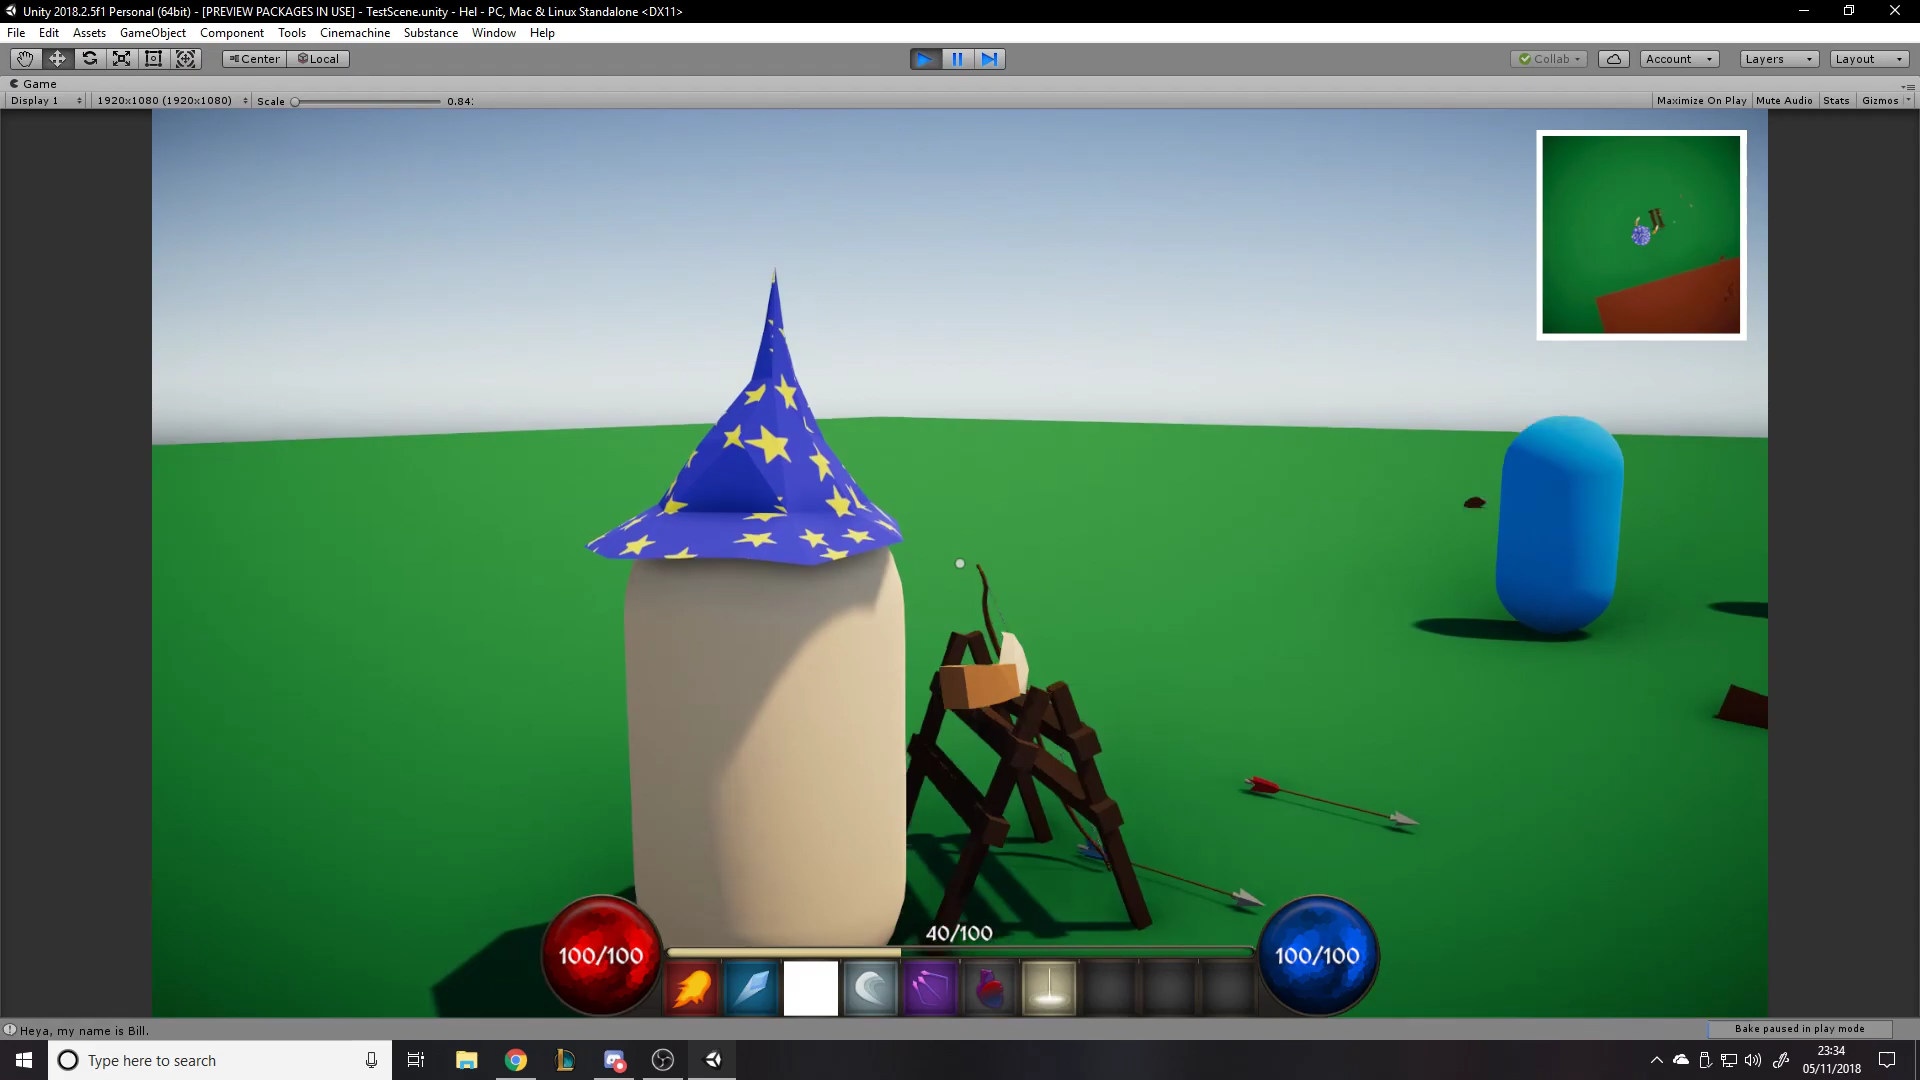 Unity 2018.2.5f1 Personal (64bit) - [PREVIEW PACKAGES IN USE] - TestScene.unity - Hel - PC, Mac & Linux Standalone <DX11>
File Edit Assets GameObject Component Tools Cinemachine Substance Window Help
Center Local Collab Account Layers Layout
Game
Display 1 1920x1080 (1920x1080) Scale 0.84: Maximize On Play Mute Audio Stats Gizmos
40/100
100/100 100/100
Heya, my name is Bill. Bake paused in play mode
Type here to search
23:34
05/11/2018